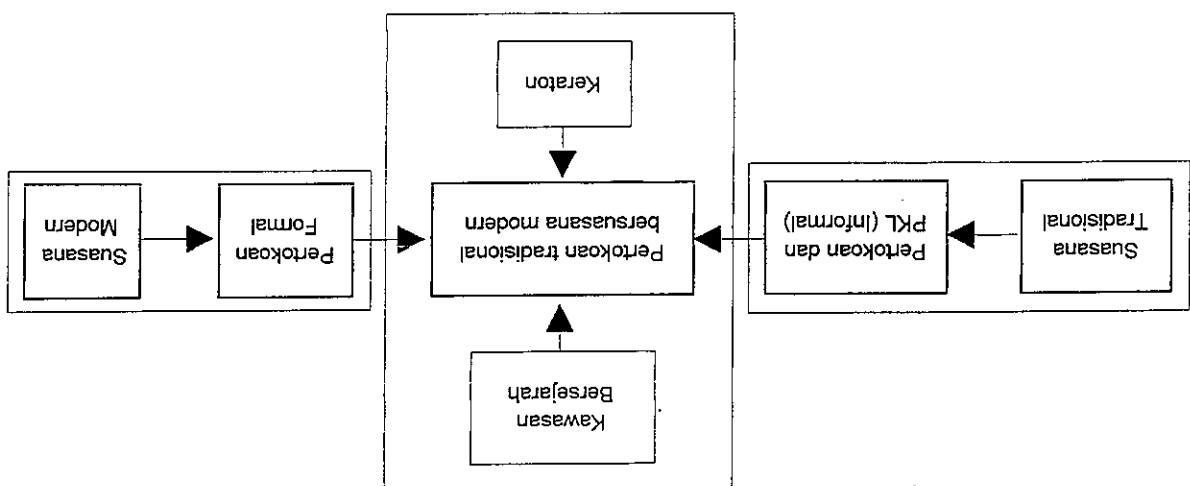 Kawasan
Bersejarah
Suasana
Tradisional
Pertokoan dan
PKL (Informal)
Pertokoan tradisional
bersuasana modern
Pertokoan
Formal
Suasana
Modern
Keraton